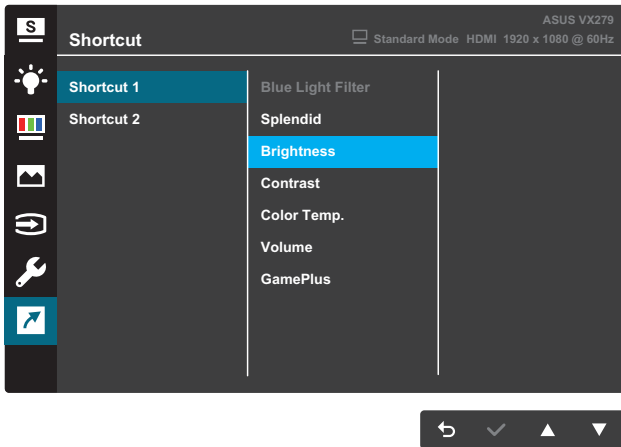 S
ASUS VX279
Shortcut
Standard Mode HDMI 1920 x 1080 @ 60Hz
Shortcut 1
Shortcut 2
Blue Light Filter
Splendid
Brightness
Contrast
Color Temp.
Volume
GamePlus